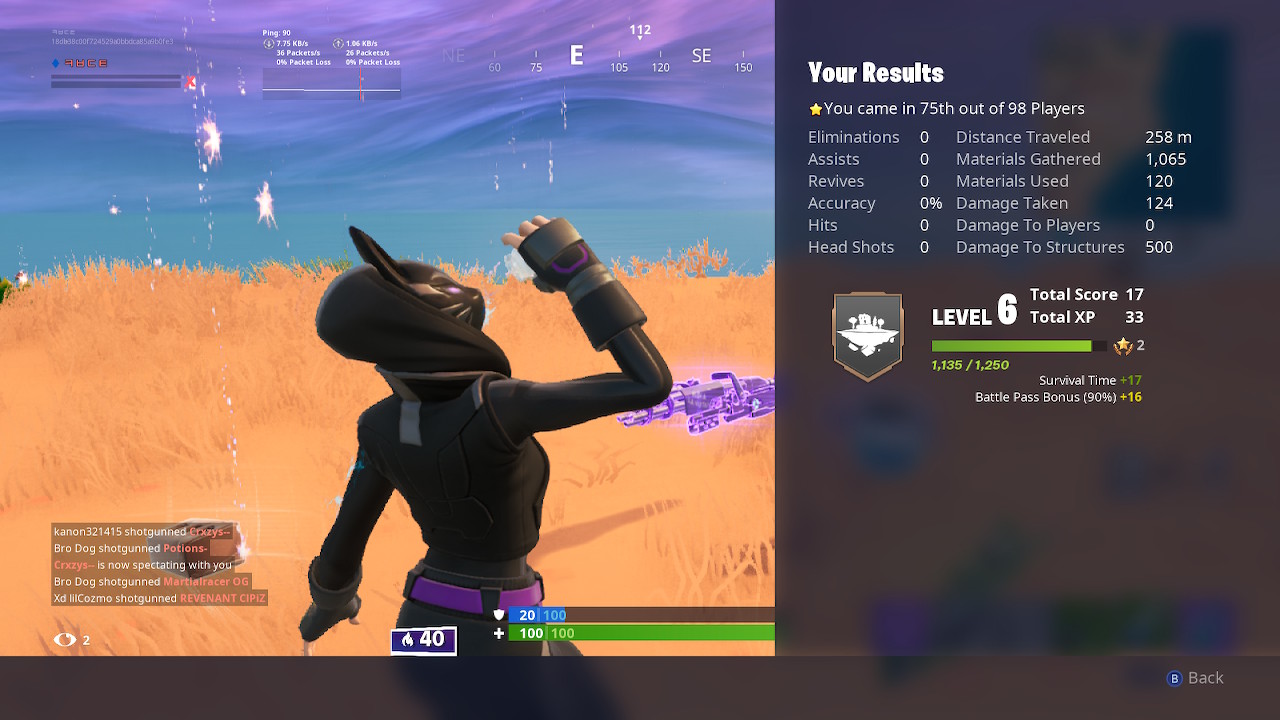 Ping: 90
7.75 KB/s 1.06 KB/s
36 Packets/s 26 Packets/s
0% Packet Loss 0% Packet Loss
112
NE 60 75 E 105 120 SE 150
Your Results
You came in 75th out of 98 Players
Eliminations 0 Distance Traveled 258 m
Assists 0 Materials Gathered 1,065
Revives 0 Materials Used 120
Accuracy 0% Damage Taken 124
Hits 0 Damage To Players 0
Head Shots 0 Damage To Structures 500
LEVEL 6
Total Score 17
Total XP 33
2
1,135 / 1,250
Survival Time +17
Battle Pass Bonus (90%) +16
kanon321415 shotgunned Crxzys--
Bro Dog shotgunned Potions-
Crxzys-- is now spectating with you
Bro Dog shotgunned Martialracer OG
Xd lilCozmo shotgunned REVENANT ClPiZ
2
40
20 100
100 100
B Back